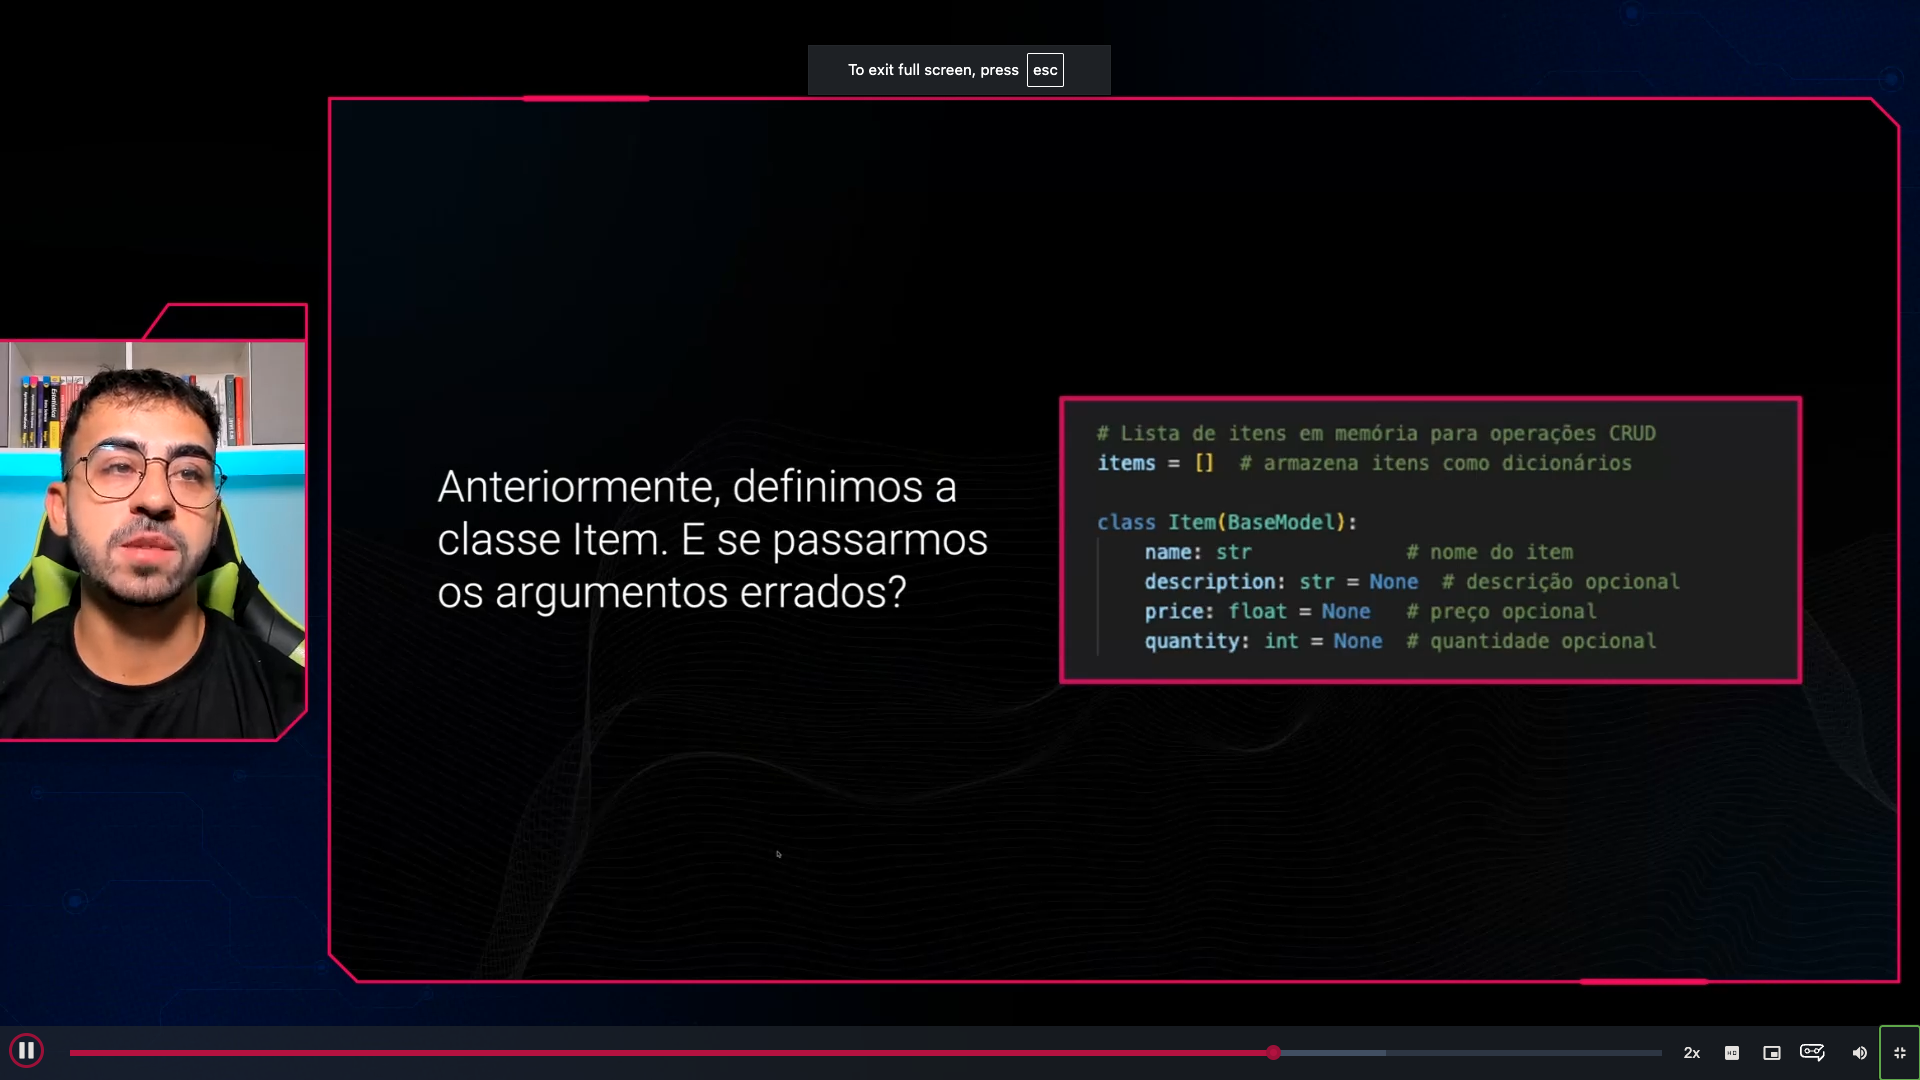 To exit full screen, press esc
Anteriormente, definimos a
classe Item. E se passarmos
os argumentos errados?
# Lista de itens em memória para operações CRUD
items = [] # armazena itens como dicionários
class Item(BaseModel):
name: str # nome do item
description: str = None # descrição opcional
price: float = None # preço opcional
quantity: int = None # quantidade opcional
Estatística
2x
HD